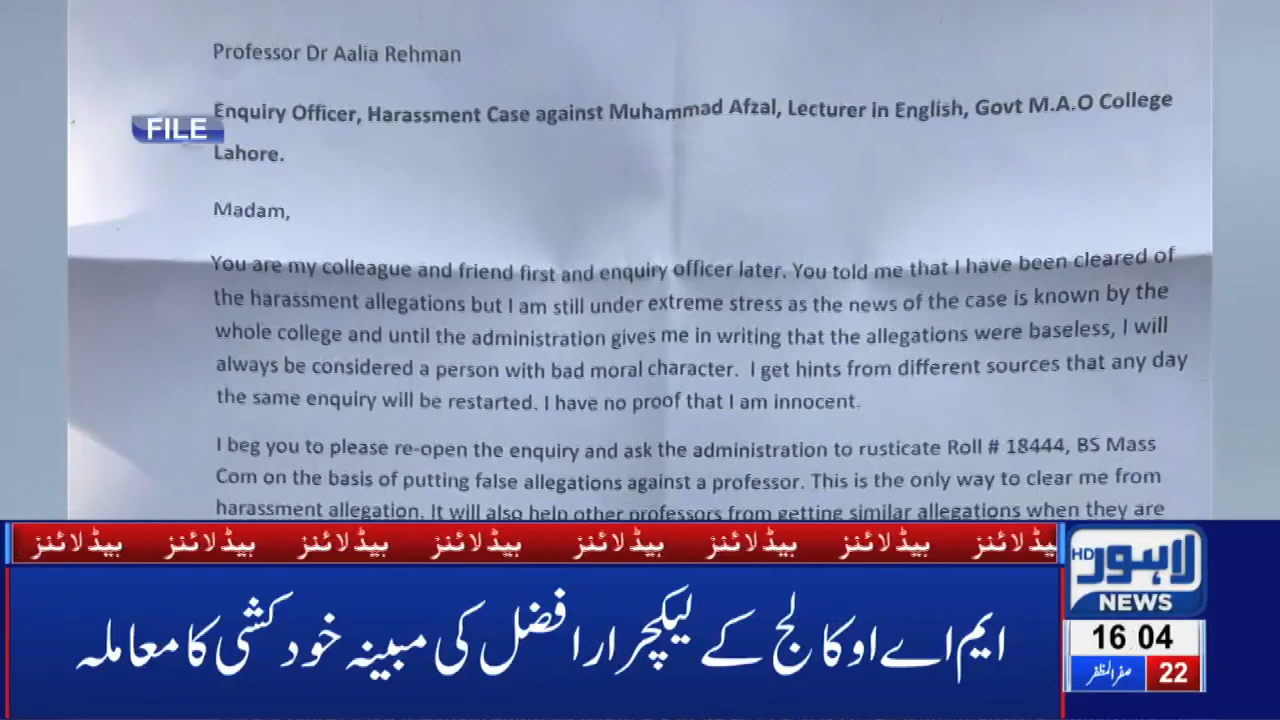 Professor Dr Aalia Rehman
Enquiry Officer, Harassment Case against Muhammad Afzal, Lecturer in English, Govt M.A.O College
FILE
Lahore.
Madam,
You are my colleague and friend first and enquiry officer later. You told me that I have been cleared of
the harassment allegations but I am still under extreme stress as the news of the case is known by the
whole college and until the administration gives me in writing that the allegations were baseless, I will
always be considered a person with bad moral character. I get hints from different sources that any day
the same enquiry will be restarted. I have no proof that I am innocent.
I beg you to please re-open the enquiry and ask the administration to rusticate Roll # 18444, BS Mass
Com on the basis of putting false allegations against a professor. This is the only way to clear me from
harassment allegation. It will also help other professors from getting similar allegations when they are
ہیڈلائنز ہیڈلائنز ہیڈلائنز ہیڈلائنز ہیڈلائنز ہیڈلائنز ہیڈلائنز ہیڈلائنز
ایم اے او کالج کے لیکچرار افضل کی مبینہ خودکشی کا معاملہ
HD لاہور
NEWS
16 04
22 صفر المظفر